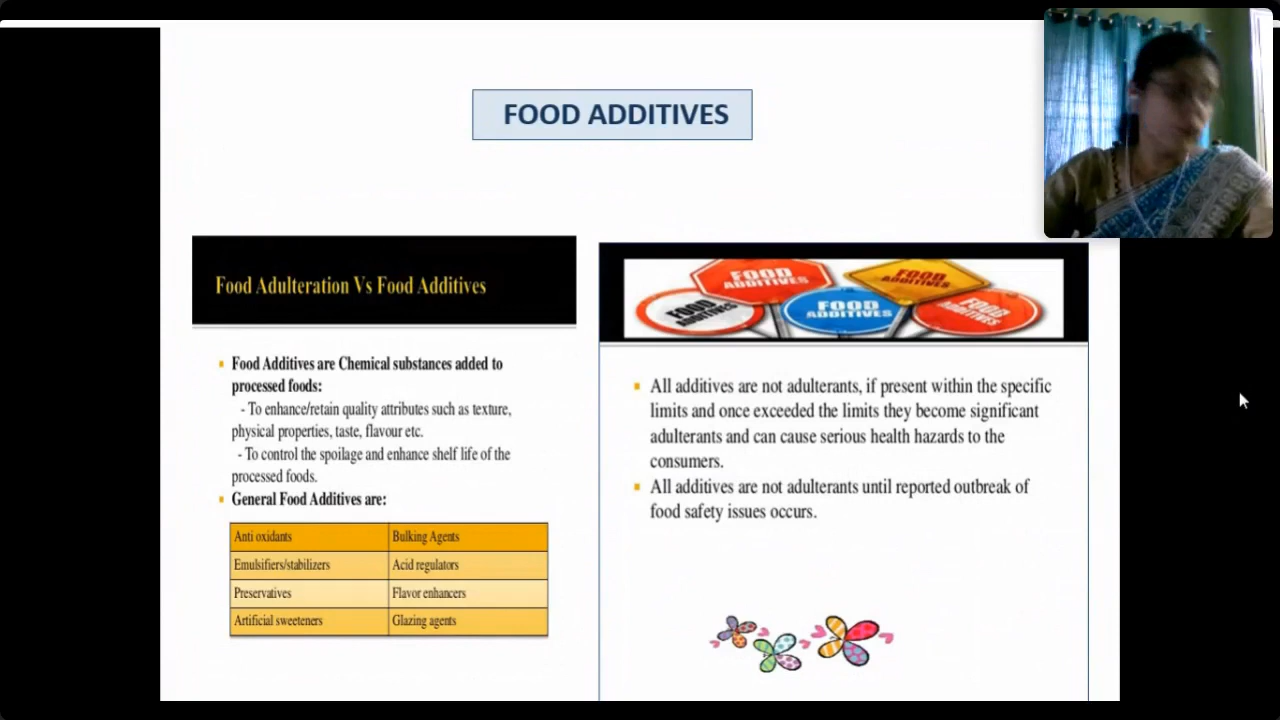 FOOD ADDITIVES
Food Adulteration Vs Food Additives
Food Additives are Chemical substances added to
processed foods:
- To enhance/retain quality attributes such as texture,
physical properties, taste, flavour etc.
- To control the spoilage and enhance shelf life of the
processed foods.
General Food Additives are:
Anti oxidants Bulking Agents
Emulsifiers/stabilizers Acid regulators
Preservatives Flavor enhancers
Artificial sweeteners Glazing agents
FOOD
ADDITIVES
FOOD
ADDITIVES
FOOD
ADDITIVES
FOOD
ADDITIVES
FOOD
ADDITIVES
All additives are not adulterants, if present within the specific
limits and once exceeded the limits they become significant
adulterants and can cause serious health hazards to the
consumers.
All additives are not adulterants until reported outbreak of
food safety issues occurs.